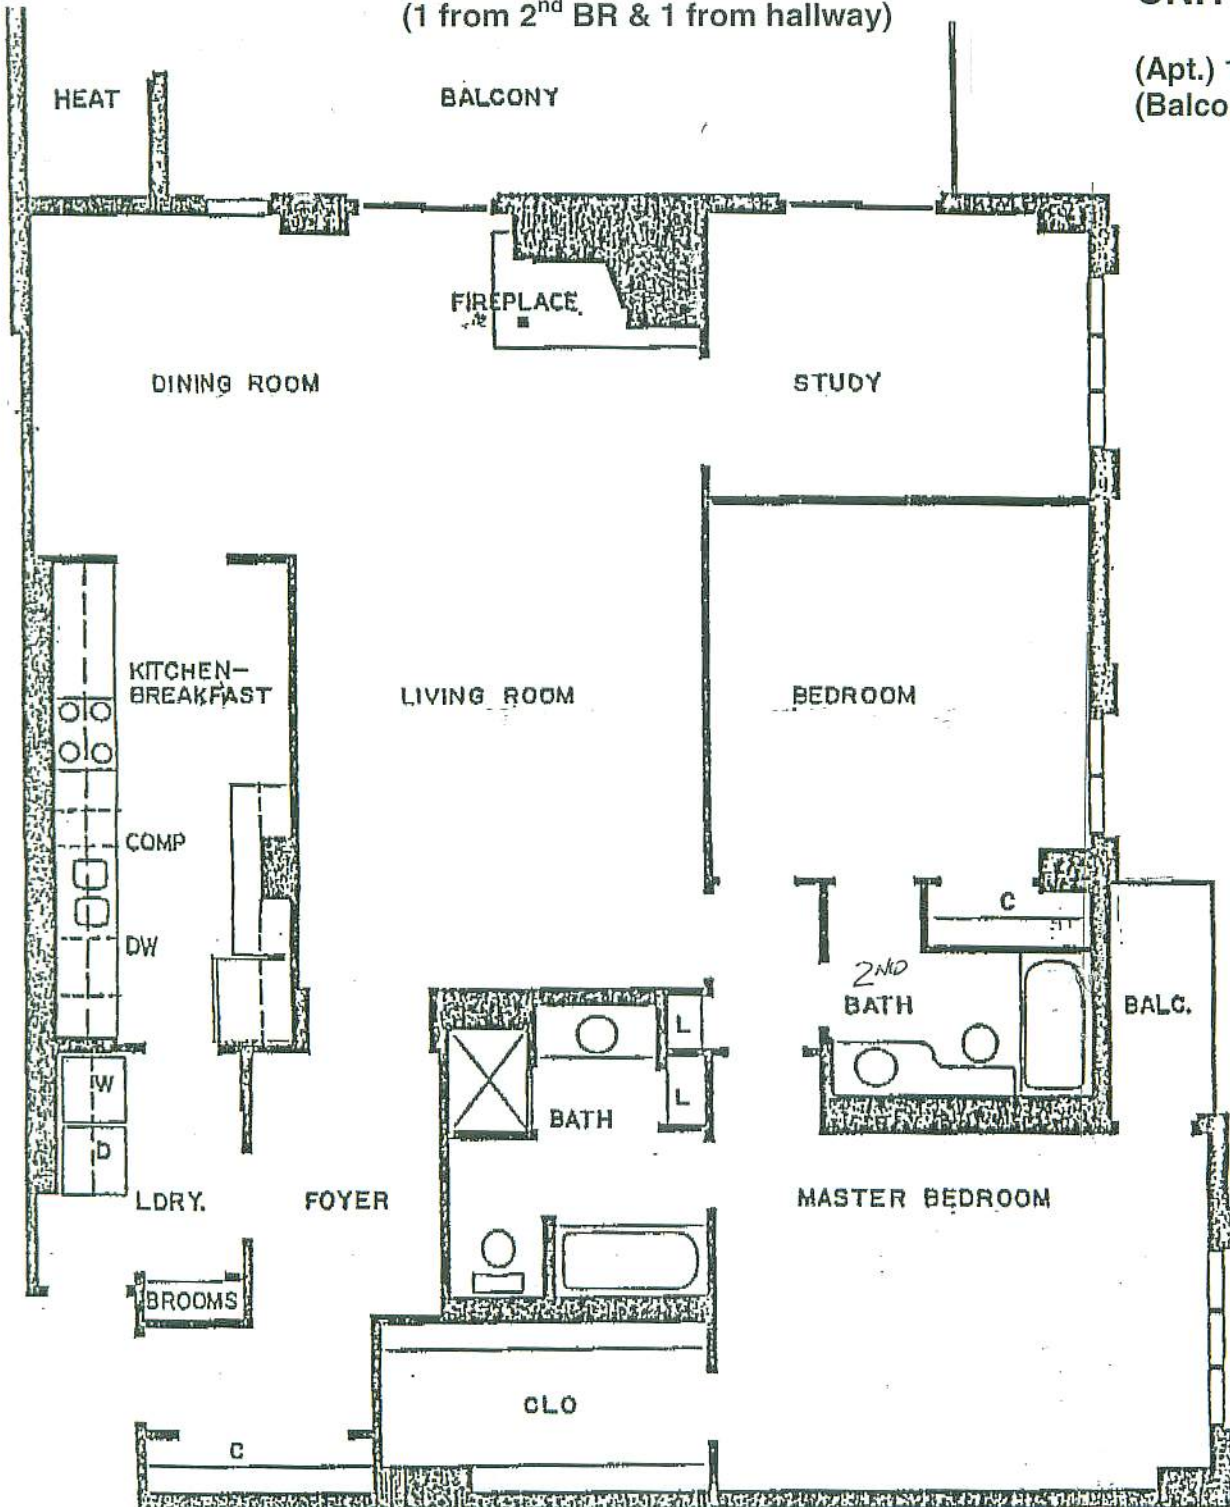 (1 from 2nd BR & 1 from hallway)
(Apt.)
(Balco
HEAT
BALCONY
FIREPLACE
DINING ROOM
STUDY
KITCHEN-
BREAKFAST
LIVING ROOM
BEDROOM
COMP
DW
C
2ND
BATH
BALC.
L
L
W
D
BATH
LDRY.
FOYER
MASTER BEDROOM
BROOMS
CLO
C